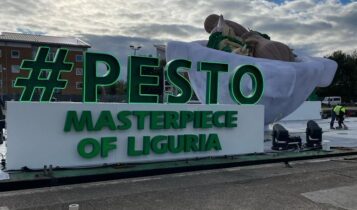 #PESTO
MASTERPIECE
OF LIGURIA